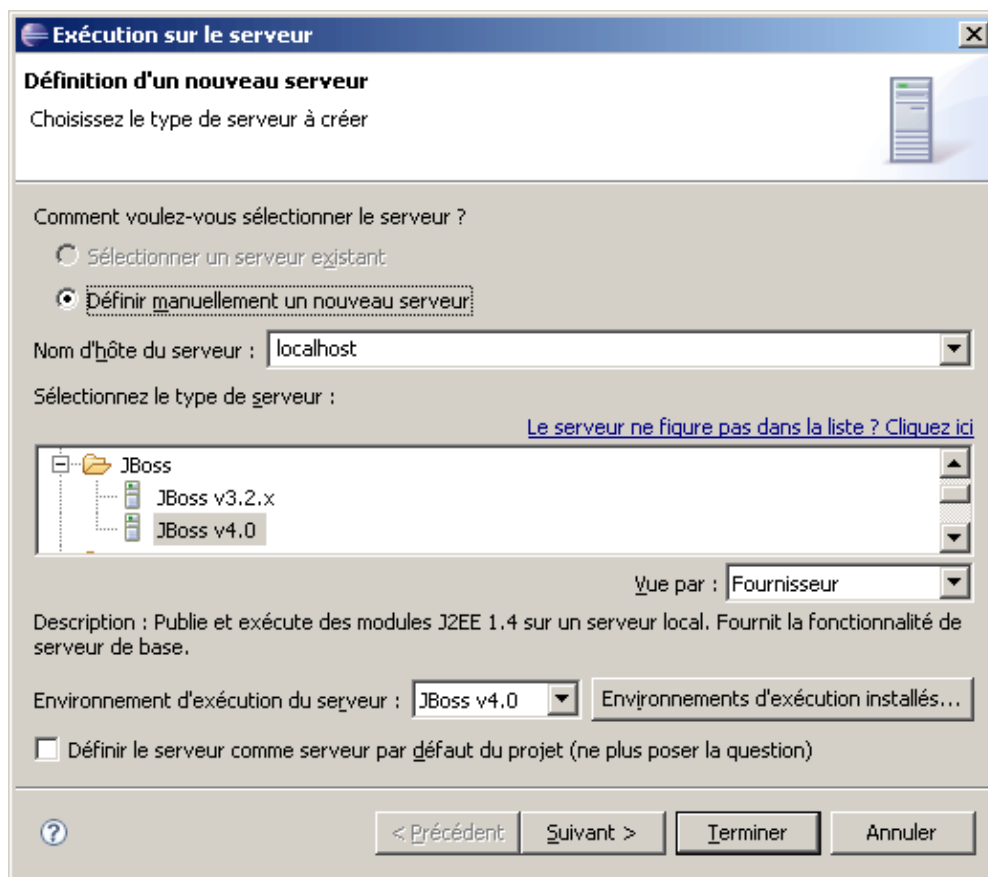 Exécution sur le serveur
Définition d'un nouveau serveur
Choisissez le type de serveur à créer
Comment voulez-vous sélectionner le serveur ?
Sélectionner un serveur existant
Définir manuellement un nouveau serveur
Nom d'hôte du serveur : localhost
Sélectionnez le type de serveur :
Le serveur ne figure pas dans la liste ? Cliquez ici
JBoss
JBoss v3.2.x
JBoss v4.0
Vue par : Fournisseur
Description : Publie et exécute des modules J2EE 1.4 sur un serveur local. Fournit la fonctionnalité de
serveur de base.
Environnement d'exécution du serveur : JBoss v4.0 Environnements d'exécution installés...
Définir le serveur comme serveur par défaut du projet (ne plus poser la question)
? < Précédent Suivant > Terminer Annuler